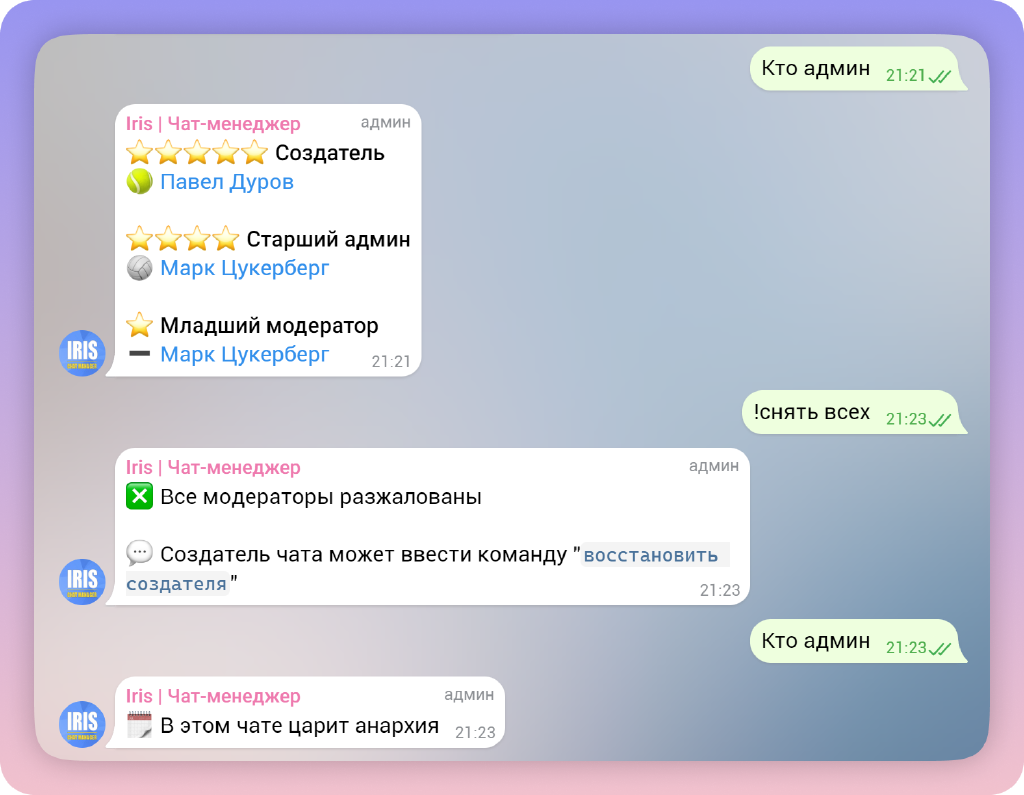 Кто админ 21:21
Iris | Чат-менеджер админ
⭐⭐⭐⭐⭐ Создатель
🎾 Павел Дуров
⭐⭐⭐⭐ Старший админ
🏐 Марк Цукерберг
⭐ Младший модератор
➖ Марк Цукерберг 21:21
IRIS
!снять всех 21:23
Iris | Чат-менеджер админ
❎ Все модераторы разжалованы
💬 Создатель чата может ввести команду "восстановить
создателя" 21:23
IRIS
Кто админ 21:23
Iris | Чат-менеджер админ
🗓 В этом чате царит анархия 21:23
IRIS